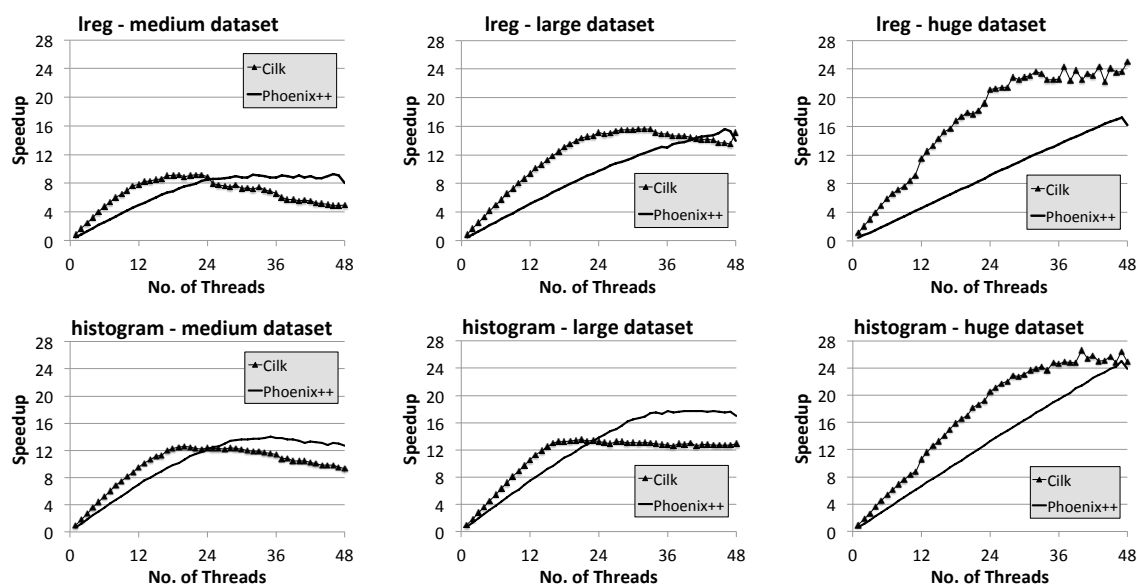 lreg - medium dataset
28
24
20
16
12
8
4
0
Speedup
Cilk
Phoenix++
0 12 24 36 48
No. of Threads
lreg - large dataset
28
24
20
16
12
8
4
0
Speedup
Cilk
Phoenix++
0 12 24 36 48
No. of Threads
lreg - huge dataset
28
24
20
16
12
8
4
0
Speedup
Cilk
Phoenix++
0 12 24 36 48
No. of Threads
histogram - medium dataset
28
24
20
16
12
8
4
0
Speedup
Cilk
Phoenix++
0 12 24 36 48
No. of Threads
histogram - large dataset
28
24
20
16
12
8
4
0
Speedup
Cilk
Phoenix++
0 12 24 36 48
No. of Threads
histogram - huge dataset
28
24
20
16
12
8
4
0
Speedup
Cilk
Phoenix++
0 12 24 36 48
No. of Threads